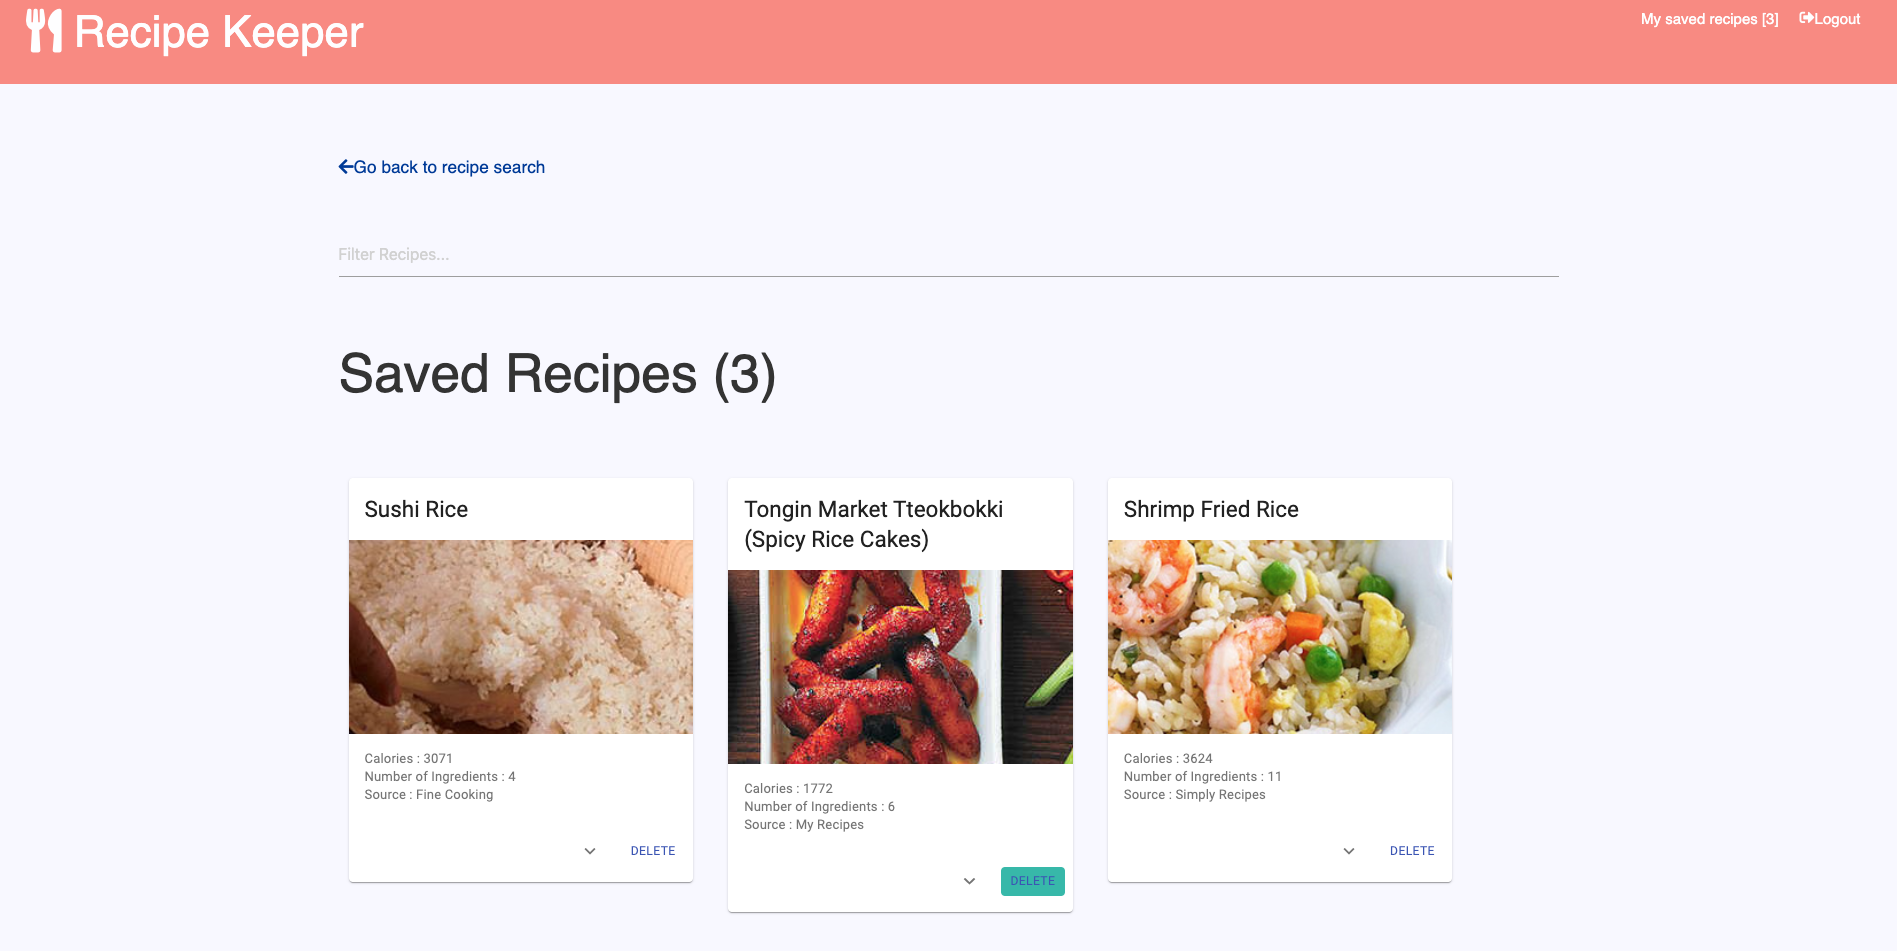 Recipe Keeper
My saved recipes [3]
Logout
Go back to recipe search
Filter Recipes...
Saved Recipes (3)
Sushi Rice
Calories : 3071
Number of Ingredients : 4
Source : Fine Cooking
DELETE
Tongin Market Tteokbokki
(Spicy Rice Cakes)
Calories : 1772
Number of Ingredients : 6
Source : My Recipes
DELETE
Shrimp Fried Rice
Calories : 3624
Number of Ingredients : 11
Source : Simply Recipes
DELETE